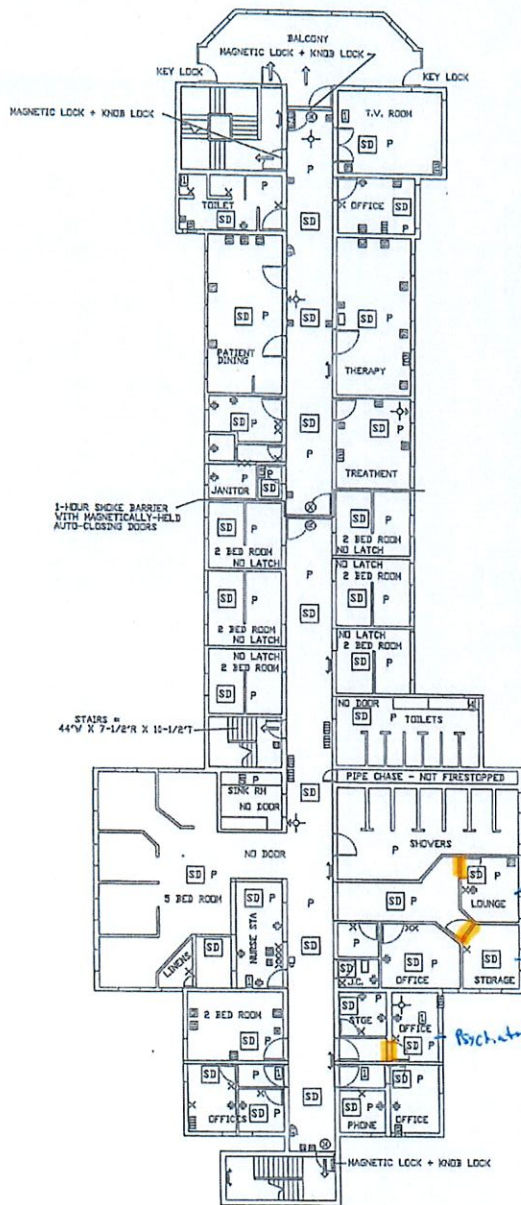 BALCONY
MAGNETIC LOCK + KNOB LOCK
KEY LOCK
KEY LOCK
MAGNETIC LOCK + KNOB LOCK
T.V. ROOM
SD P
P
P
TOILET
SD
P
SD
OFFICE
SD
P
SD P
PATIENT
DINING
SD
P
SD P
THERAPY
SD P
SD
SD P
TREATMENT
P
JANITOR
P
SD
P
1-HOUR SMOKE BARRIER
WITH MAGNETICALLY-HELD
AUTO-CLOSING DOORS
SD P
2 BED ROOM
NO LATCH
SD P
2 BED ROOM
NO LATCH
P
SD P
2 BED ROOM
NO LATCH
SD
NO LATCH
2 BED ROOM
SD P
NO LATCH
2 BED ROOM
SD P
NO LATCH
2 BED ROOM
SD P
STAIRS =
44"W X 7-1/2"R X 10-1/2"T
P
NO DOOR
SD P
TOILETS
P
SINK RM
NO DOOR
SD
PIPE CHASE - NOT FIRESTOPPED
SHOWERS
P
NO DOOR
SD P
5 BED ROOM
P
SD P
LOUNGE
SD P
NURSE STA
SD P
LINENS
SD
SD
P
SD
STORAGE
P
SD
J.C.
SD P
OFFICE
2 BED ROOM
SD P
P
SD
STGE
OFFICE
SD P
SD
P
SD P
OFFICES
SD
SD P
P
PHONE
SD P
OFFICE
MAGNETIC LOCK + KNOB LOCK